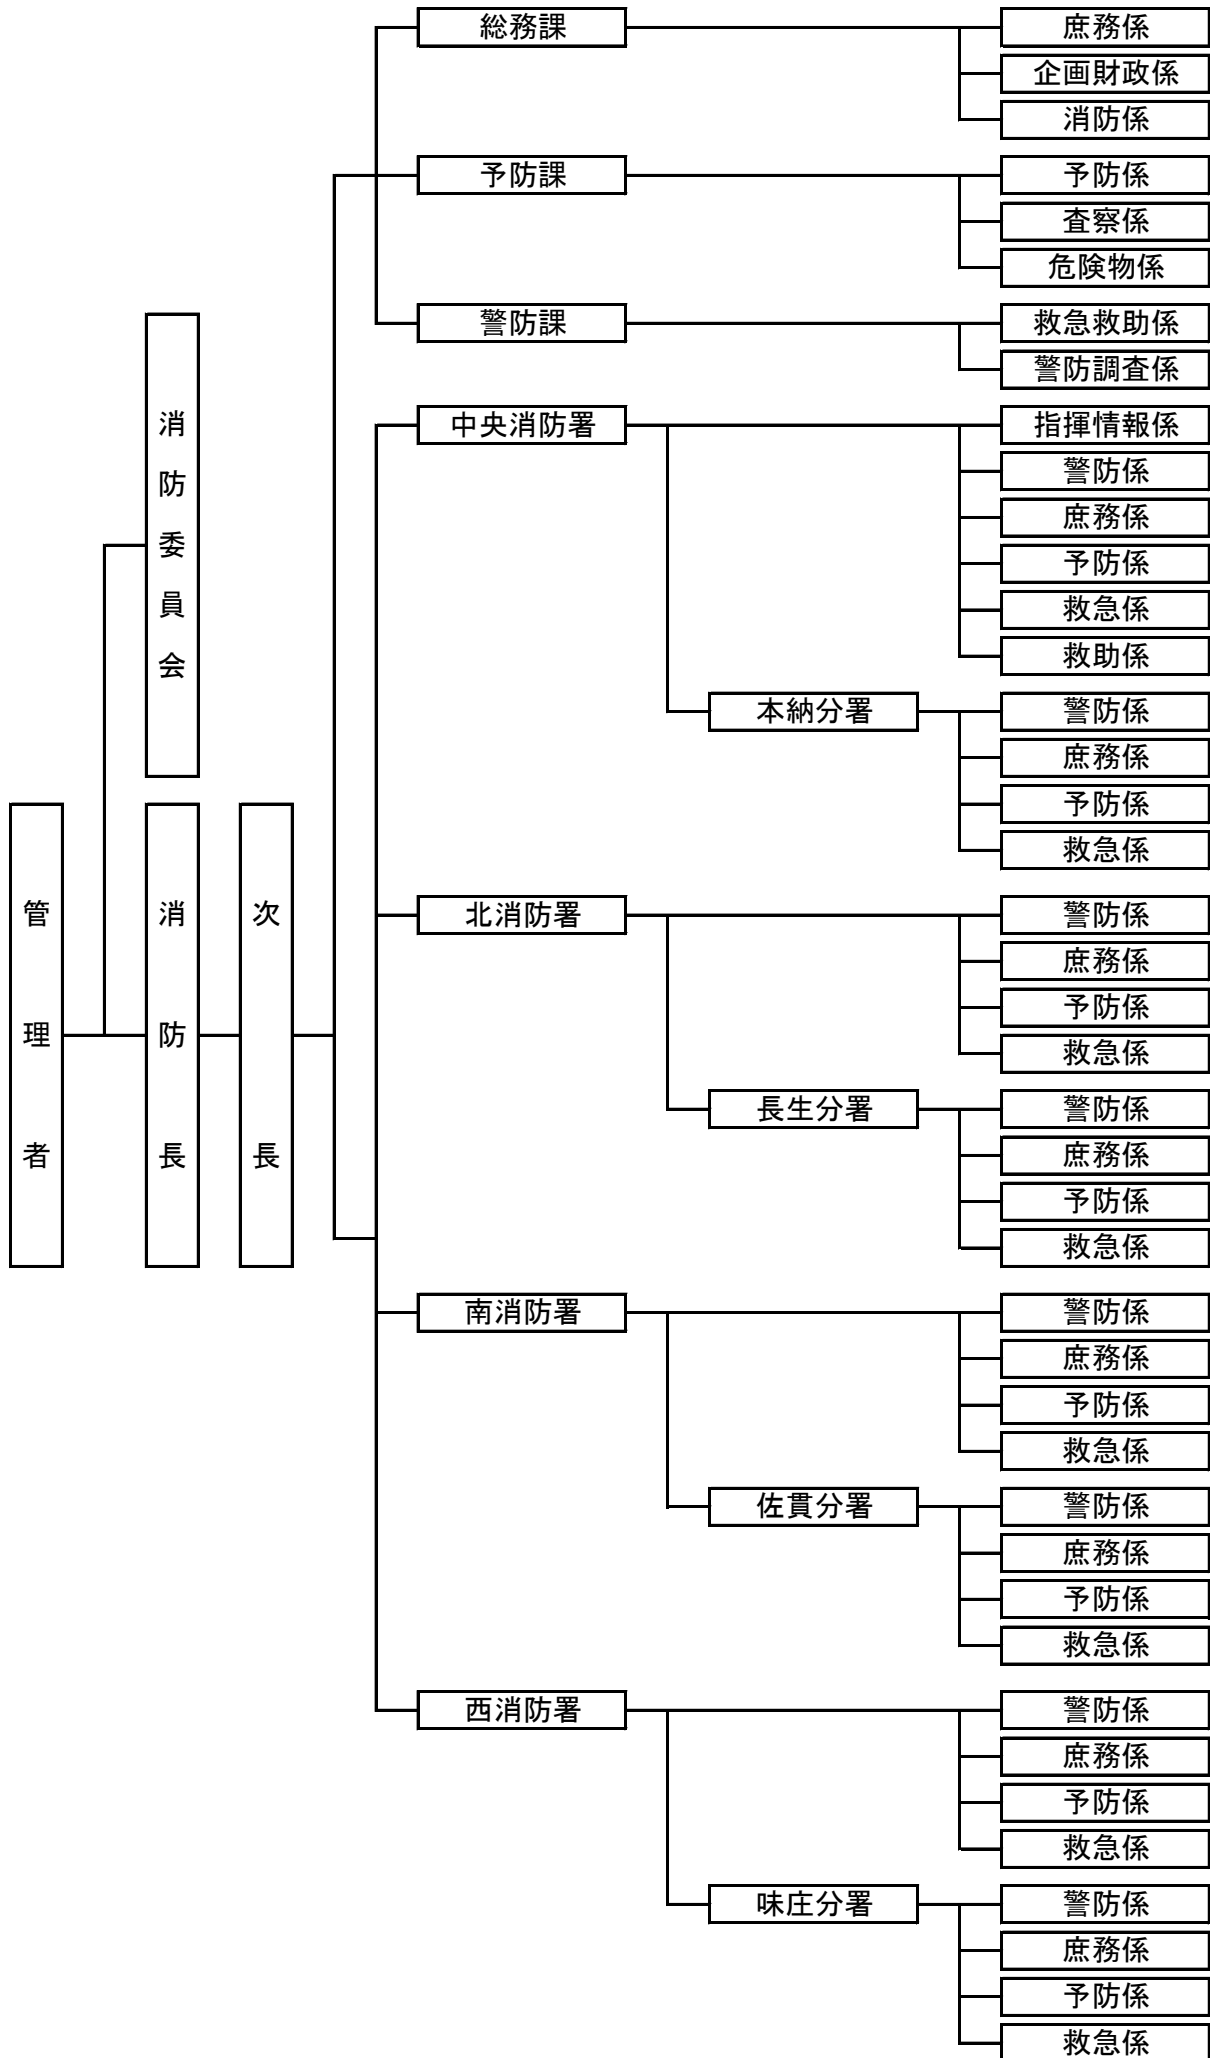 管理者
消防委員会
消防長
次長
総務課
庶務係
企画財政係
消防係
予防課
予防係
査察係
危険物係
警防課
救急救助係
警防調査係
中央消防署
指揮情報係
警防係
庶務係
予防係
救急係
救助係
本納分署
警防係
庶務係
予防係
救急係
北消防署
警防係
庶務係
予防係
救急係
長生分署
警防係
庶務係
予防係
救急係
南消防署
警防係
庶務係
予防係
救急係
佐貫分署
警防係
庶務係
予防係
救急係
西消防署
警防係
庶務係
予防係
救急係
味庄分署
警防係
庶務係
予防係
救急係